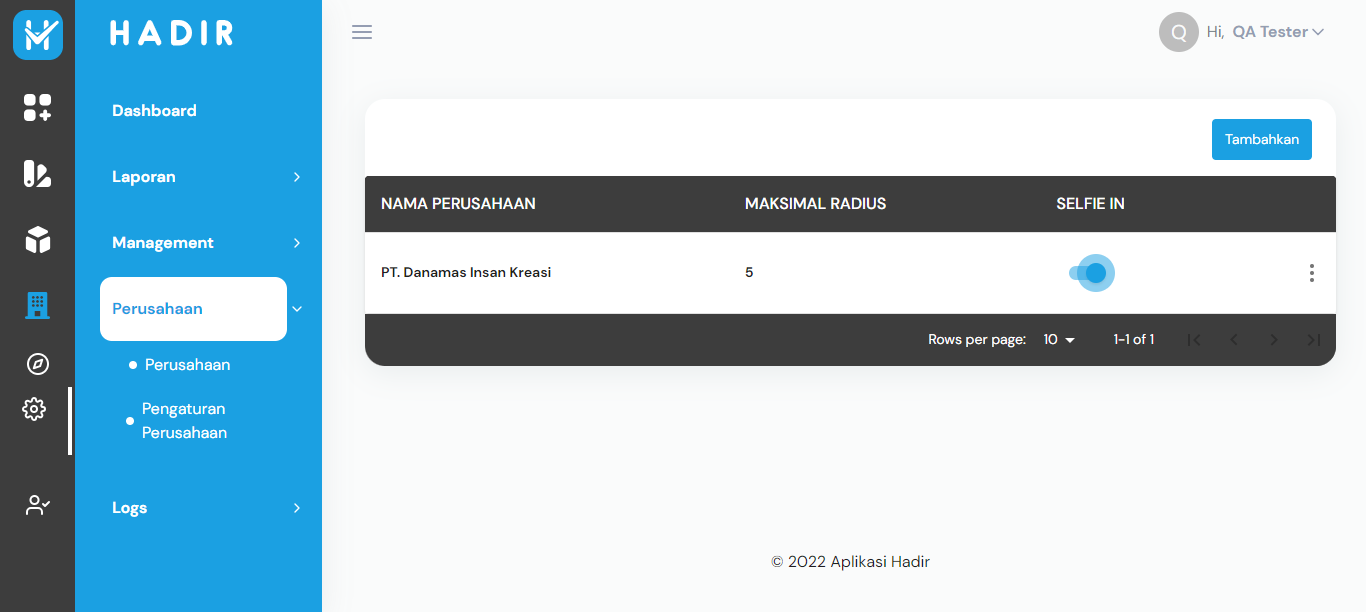 HADIR
Hi, QA Tester
Q
Dashboard
Laporan
Management
Perusahaan
Perusahaan
Pengaturan
Perusahaan
Logs
Tambahkan
NAMA PERUSAHAAN MAKSIMAL RADIUS SELFIE IN
PT. Danamas Insan Kreasi 5
Rows per page: 10 1-1 of 1
© 2022 Aplikasi Hadir